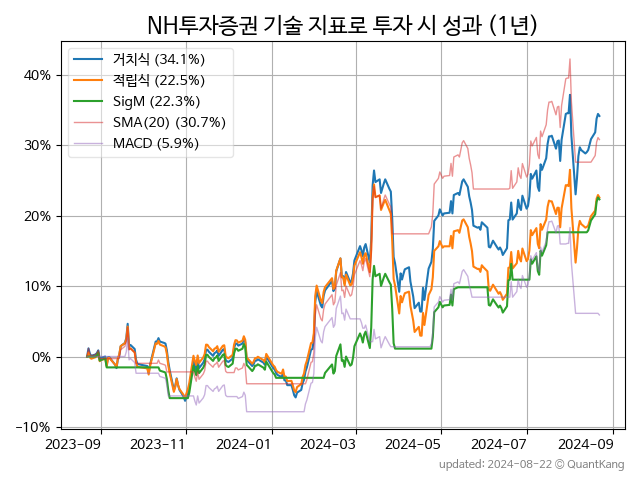 NH투자증권 기술 지표로 투자 시 성과 (1년)
거치식 (34.1%)
적립식 (22.5%)
SigM (22.3%)
SMA(20) (30.7%)
MACD (5.9%)
40%
30%
20%
10%
0%
−10%
2023-09 2023-11 2024-01 2024-03 2024-05 2024-07 2024-09
updated: 2024-08-22 © QuantKang